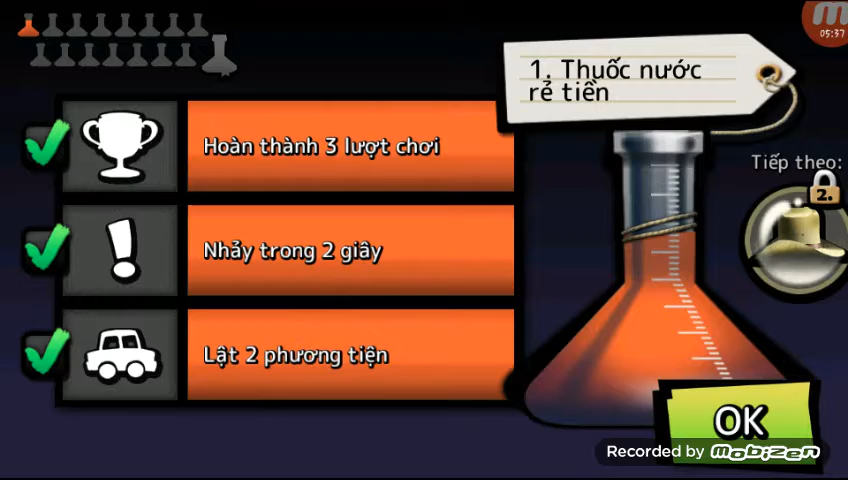 05:37
1. Thuốc nước
rẻ tiền
Tiếp theo:
2.
Hoàn thành 3 lượt chơi
Nhảy trong 2 giây
Lật 2 phương tiện
OK
Recorded by mobizen